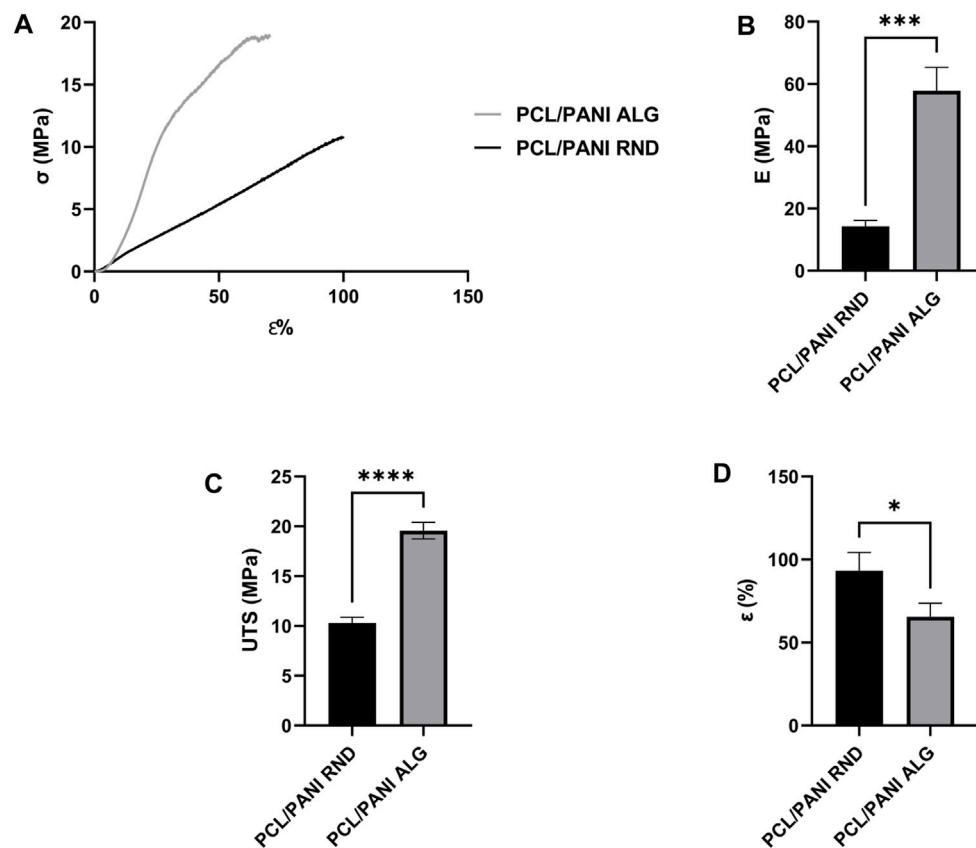 A
σ (MPa)
20
15
10
5
0
0
50
100
150
ε%
PCL/PANI ALG
PCL/PANI RND
B
E (MPa)
80
60
40
20
0
***
PCL/PANI RND
PCL/PANI ALG
C
UTS (MPa)
25
20
15
10
5
0
****
PCL/PANI RND
PCL/PANI ALG
D
ε (%)
150
100
50
0
*
PCL/PANI RND
PCL/PANI ALG